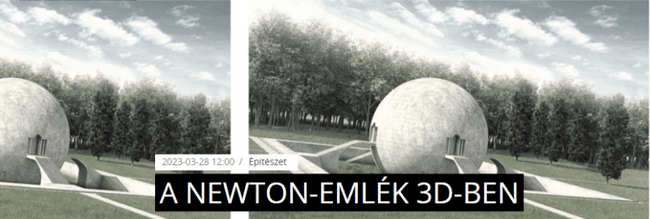 2023-03-28 12:00 / Építészet
A NEWTON-EMLÉK 3D-BEN